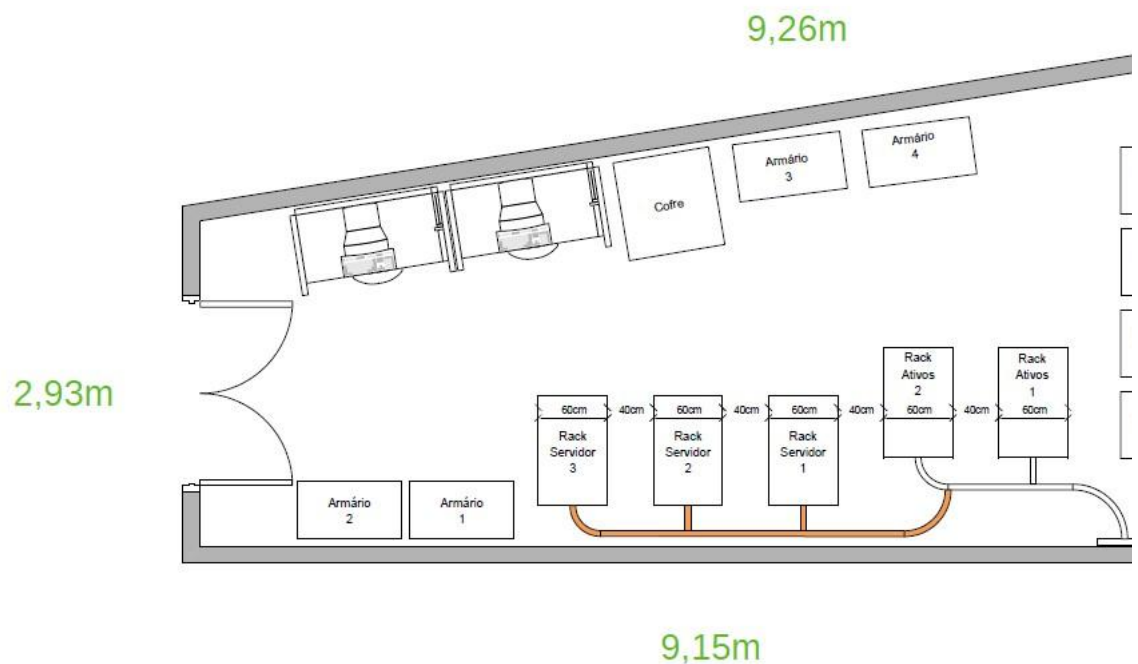 9,26m
Armário
4
Armário
3
Cofre
2,93m
Rack
Ativos
2
Rack
Ativos
1
60cm
40cm
60cm
40cm
60cm
40cm
60cm
40cm
60cm
Rack
Servidor
3
Rack
Servidor
2
Rack
Servidor
1
Armário
2
Armário
1
9,15m